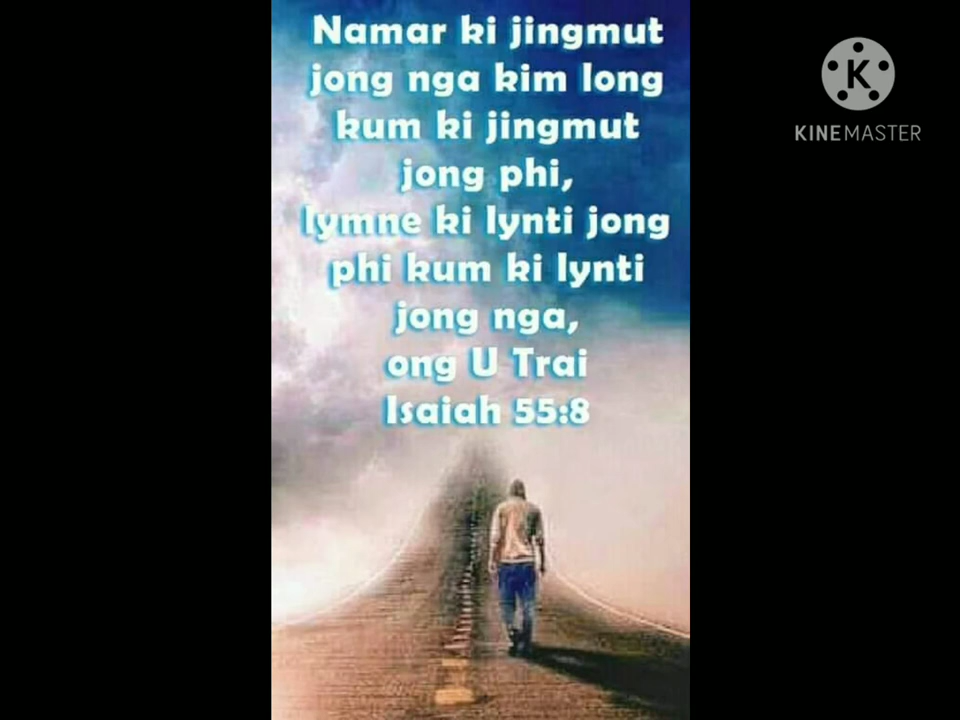 Namar ki jingmut
jong nga kim long
kum ki jingmut
jong phi,
lymne ki lynti jong
phi kum ki lynti
jong nga,
ong U Trai
Isaiah 55:8
K
KINEMASTER